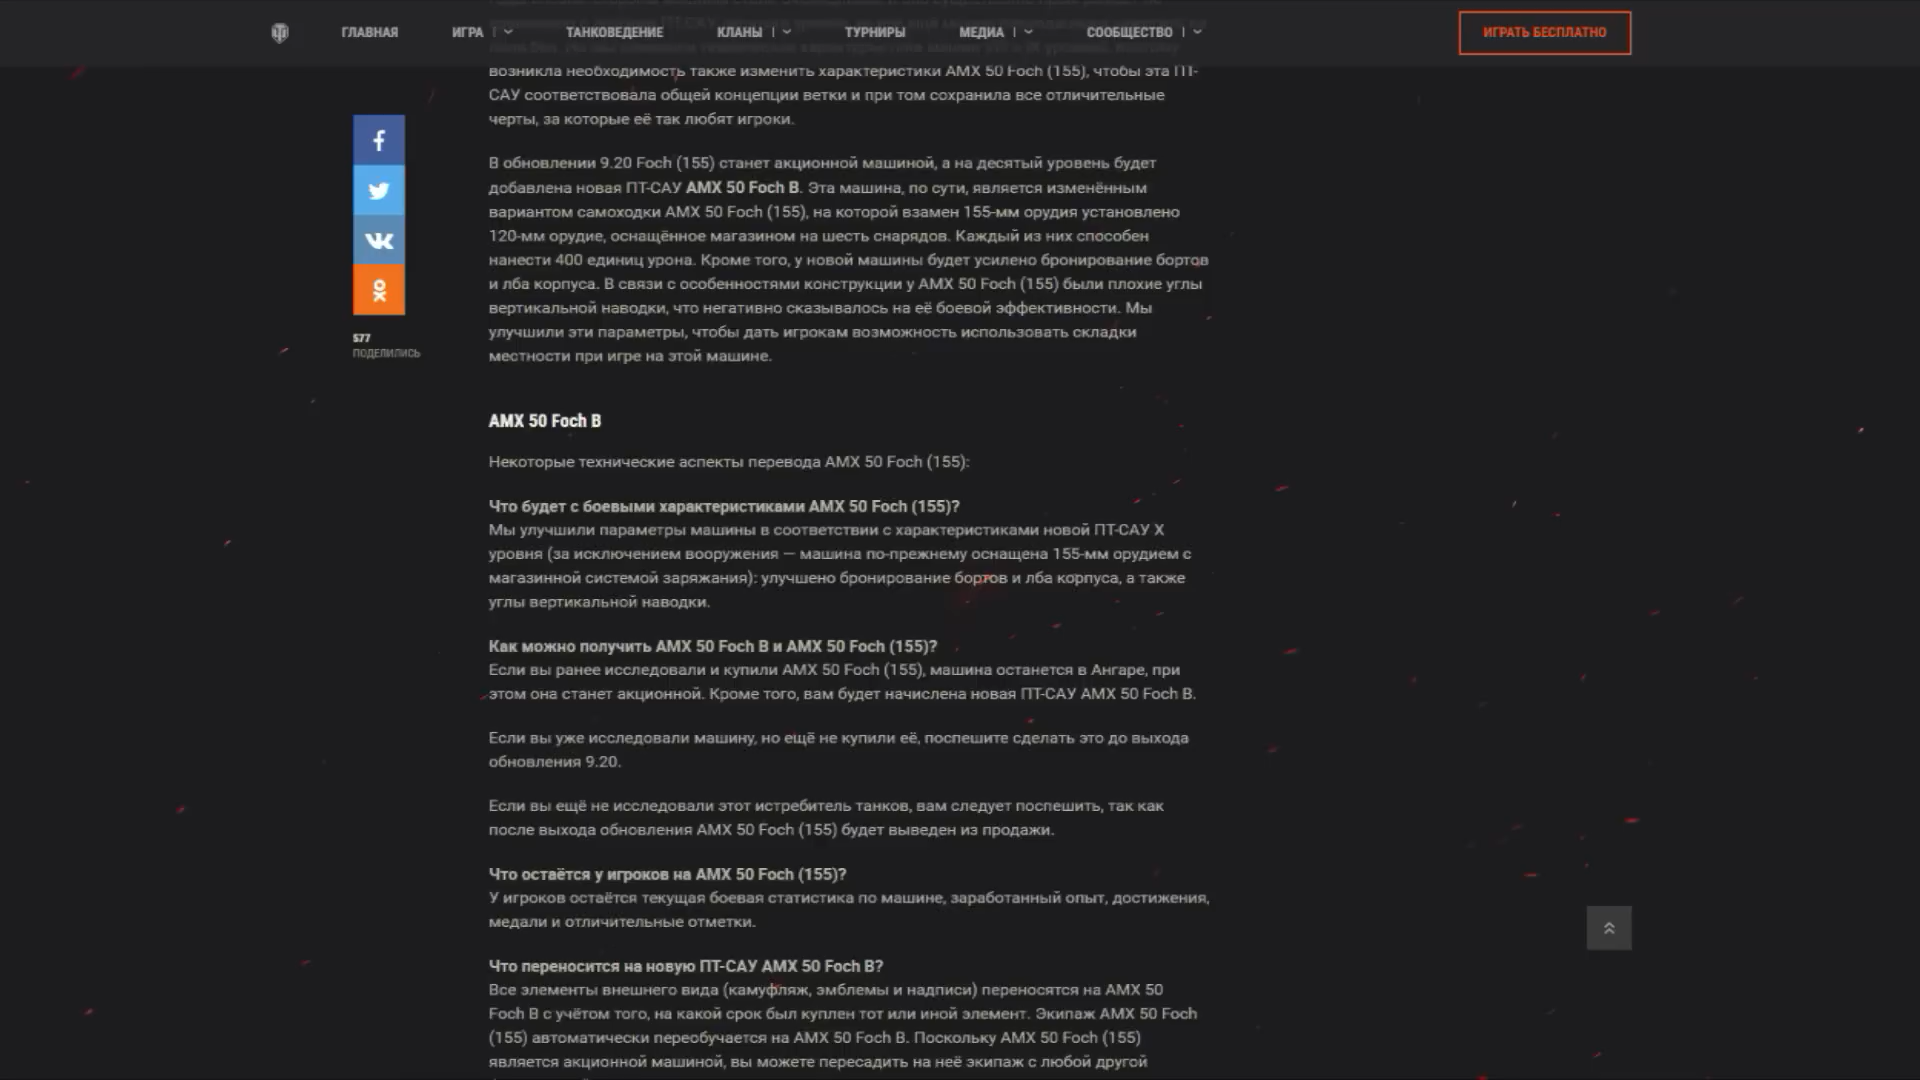 ГЛАВНАЯ
ИГРА
ТАНКОВЕДЕНИЕ
КЛАНЫ
ТУРНИРЫ
МЕДИА
СООБЩЕСТВО
ИГРАТЬ БЕСПЛАТНО
возникла необходимость также изменить характеристики AMX 50 Foch (155), чтобы эта ПТ-
САУ соответствовала общей концепции ветки и при том сохранила все отличительные
черты, за которые её так любят игроки.
577
ПОДЕЛИЛИСЬ
В обновлении 9.20 Foch (155) станет акционной машиной, а на десятый уровень будет
добавлена новая ПТ-САУ AMX 50 Foch B. Эта машина, по сути, является изменённым
вариантом самоходки AMX 50 Foch (155), на которой взамен 155-мм орудия установлено
120-мм орудие, оснащённое магазином на шесть снарядов. Каждый из них способен
нанести 400 единиц урона. Кроме того, у новой машины будет усилено бронирование бортов
и лба корпуса. В связи с особенностями конструкции у AMX 50 Foch (155) были плохие углы
вертикальной наводки, что негативно сказывалось на её боевой эффективности. Мы
улучшили эти параметры, чтобы дать игрокам возможность использовать складки
местности при игре на этой машине.
AMX 50 Foch B
Некоторые технические аспекты перевода AMX 50 Foch (155):
Что будет с боевыми характеристиками AMX 50 Foch (155)?
Мы улучшили параметры машины в соответствии с характеристиками новой ПТ-САУ X
уровня (за исключением вооружения — машина по-прежнему оснащена 155-мм орудием с
магазинной системой заряжания): улучшено бронирование бортов и лба корпуса, а также
углы вертикальной наводки.
Как можно получить AMX 50 Foch B и AMX 50 Foch (155)?
Если вы ранее исследовали и купили AMX 50 Foch (155), машина останется в Ангаре, при
этом она станет акционной. Кроме того, вам будет начислена новая ПТ-САУ AMX 50 Foch B.
Если вы уже исследовали машину, но ещё не купили её, поспешите сделать это до выхода
обновления 9.20.
Если вы ещё не исследовали этот истребитель танков, вам следует поспешить, так как
после выхода обновления AMX 50 Foch (155) будет выведен из продажи.
Что остаётся у игроков на AMX 50 Foch (155)?
У игроков остаётся текущая боевая статистика по машине, заработанный опыт, достижения,
медали и отличительные отметки.
Что переносится на новую ПТ-САУ AMX 50 Foch B?
Все элементы внешнего вида (камуфляж, эмблемы и надписи) переносятся на AMX 50
Foch B с учётом того, на какой срок был куплен тот или иной элемент. Экипаж AMX 50 Foch
(155) автоматически переобучается на AMX 50 Foch B. Поскольку AMX 50 Foch (155)
является акционной машиной, вы можете пересадить на неё экипаж с любой другой